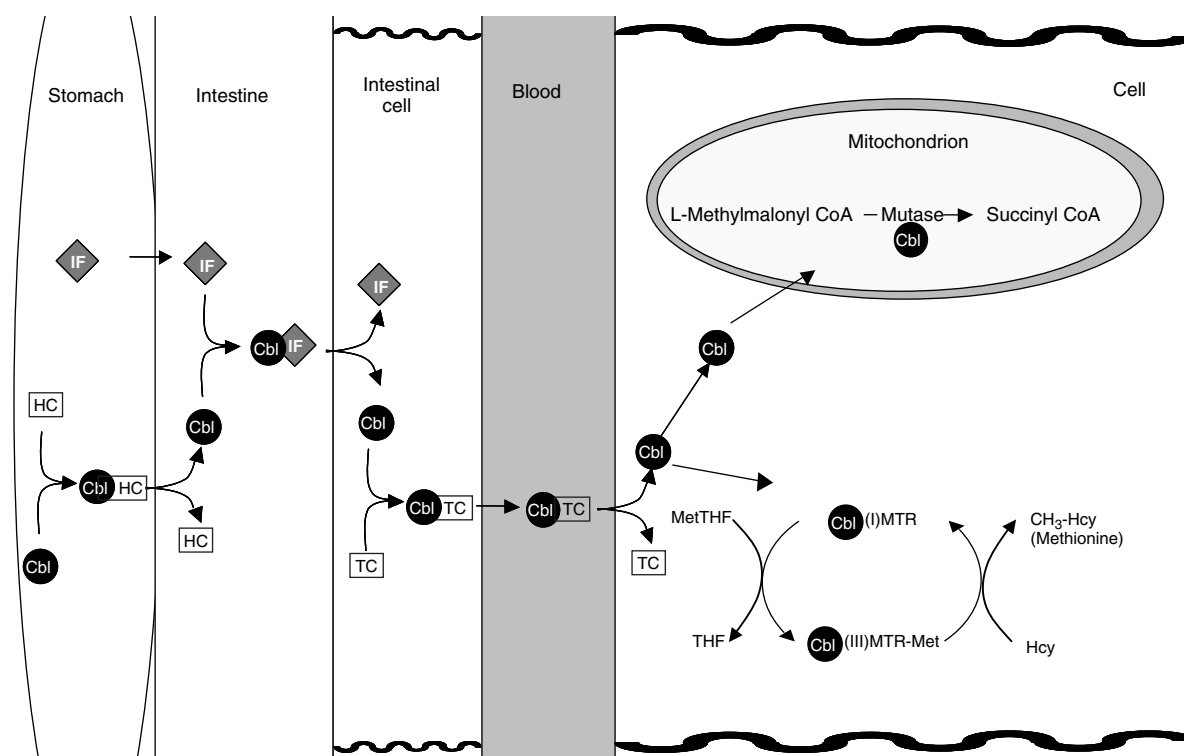 Stomach
Intestine
Intestinal
cell
Blood
Cell
Mitochondrion
L-Methylmalonyl CoA
Mutase
Succinyl CoA
Cbl
IF
IF
IF
Cbl IF
Cbl
HC
Cbl
Cbl
Cbl
Cbl HC
HC
Cbl
Cbl TC
TC
Cbl TC
TC
MetTHF
THF
Cbl (I)MTR
Cbl (III)MTR-Met
CH3-Hcy
(Methionine)
Hcy